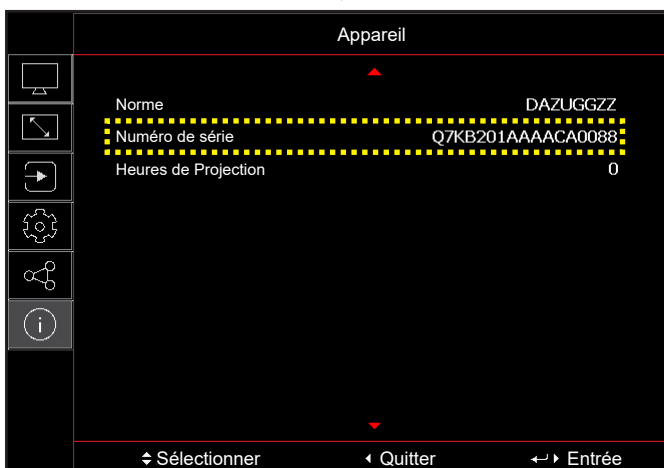 Appareil
Norme DAZUGGZZ
Numéro de série Q7KB201AAAACA0088
Heures de Projection 0
Sélectionner Quitter Entrée